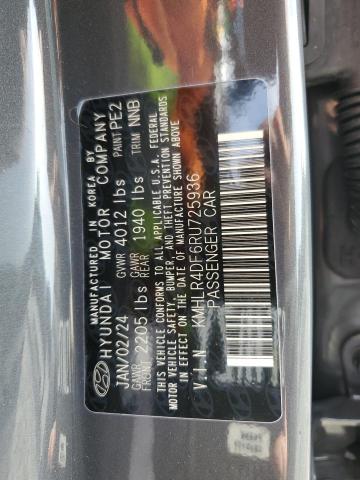 MANUFACTURED IN KOREA BY
HYUNDAI MOTOR COMPANY
JAN/02/24 GVWR 4012 lbs PAINT PE2
GAWR FRONT 2205 lbs GAWR REAR 1940 lbs TRIM NNB
THIS VEHICLE CONFORMS TO ALL APPLICABLE U.S.A. FEDERAL
MOTOR VEHICLE SAFETY, BUMPER, AND THEFT PREVENTION STANDARDS
IN EFFECT ON THE DATE OF MANUFACTURE SHOWN ABOVE
V I N KMHLR4DF6RU725936
PASSENGER CAR